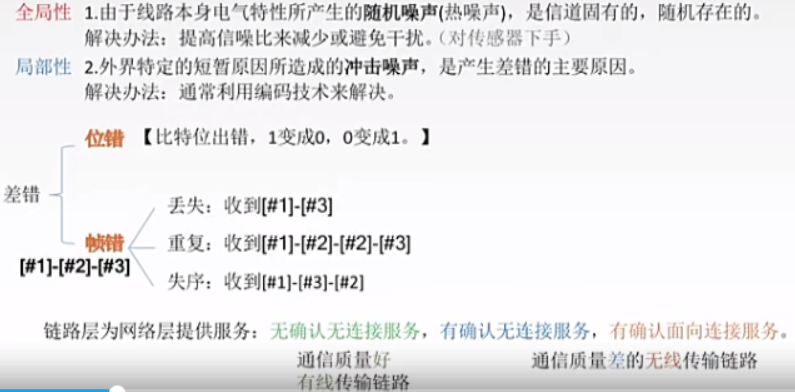 全局性 1.由于线路本身电气特性所产生的随机噪声(热噪声)，是信道固有的，随机存在的。
解决办法：提高信噪比来减少或避免干扰。(对传感器下手)
局部性 2.外界特定的短暂原因所造成的冲击噪声，是产生差错的主要原因。
解决办法：通常利用编码技术来解决。
位错 【比特位出错，1变成0，0变成1。】
差错
丢失：收到[#1]-[#3]
帧错 重复：收到[#1]-[#2]-[#2]-[#3]
[#1]-[#2]-[#3]
失序：收到[#1]-[#3]-[#2]
链路层为网络层提供服务：无确认无连接服务，有确认无连接服务，有确认面向连接服务。
通信质量好 通信质量差的无线传输链路
有线传输链路